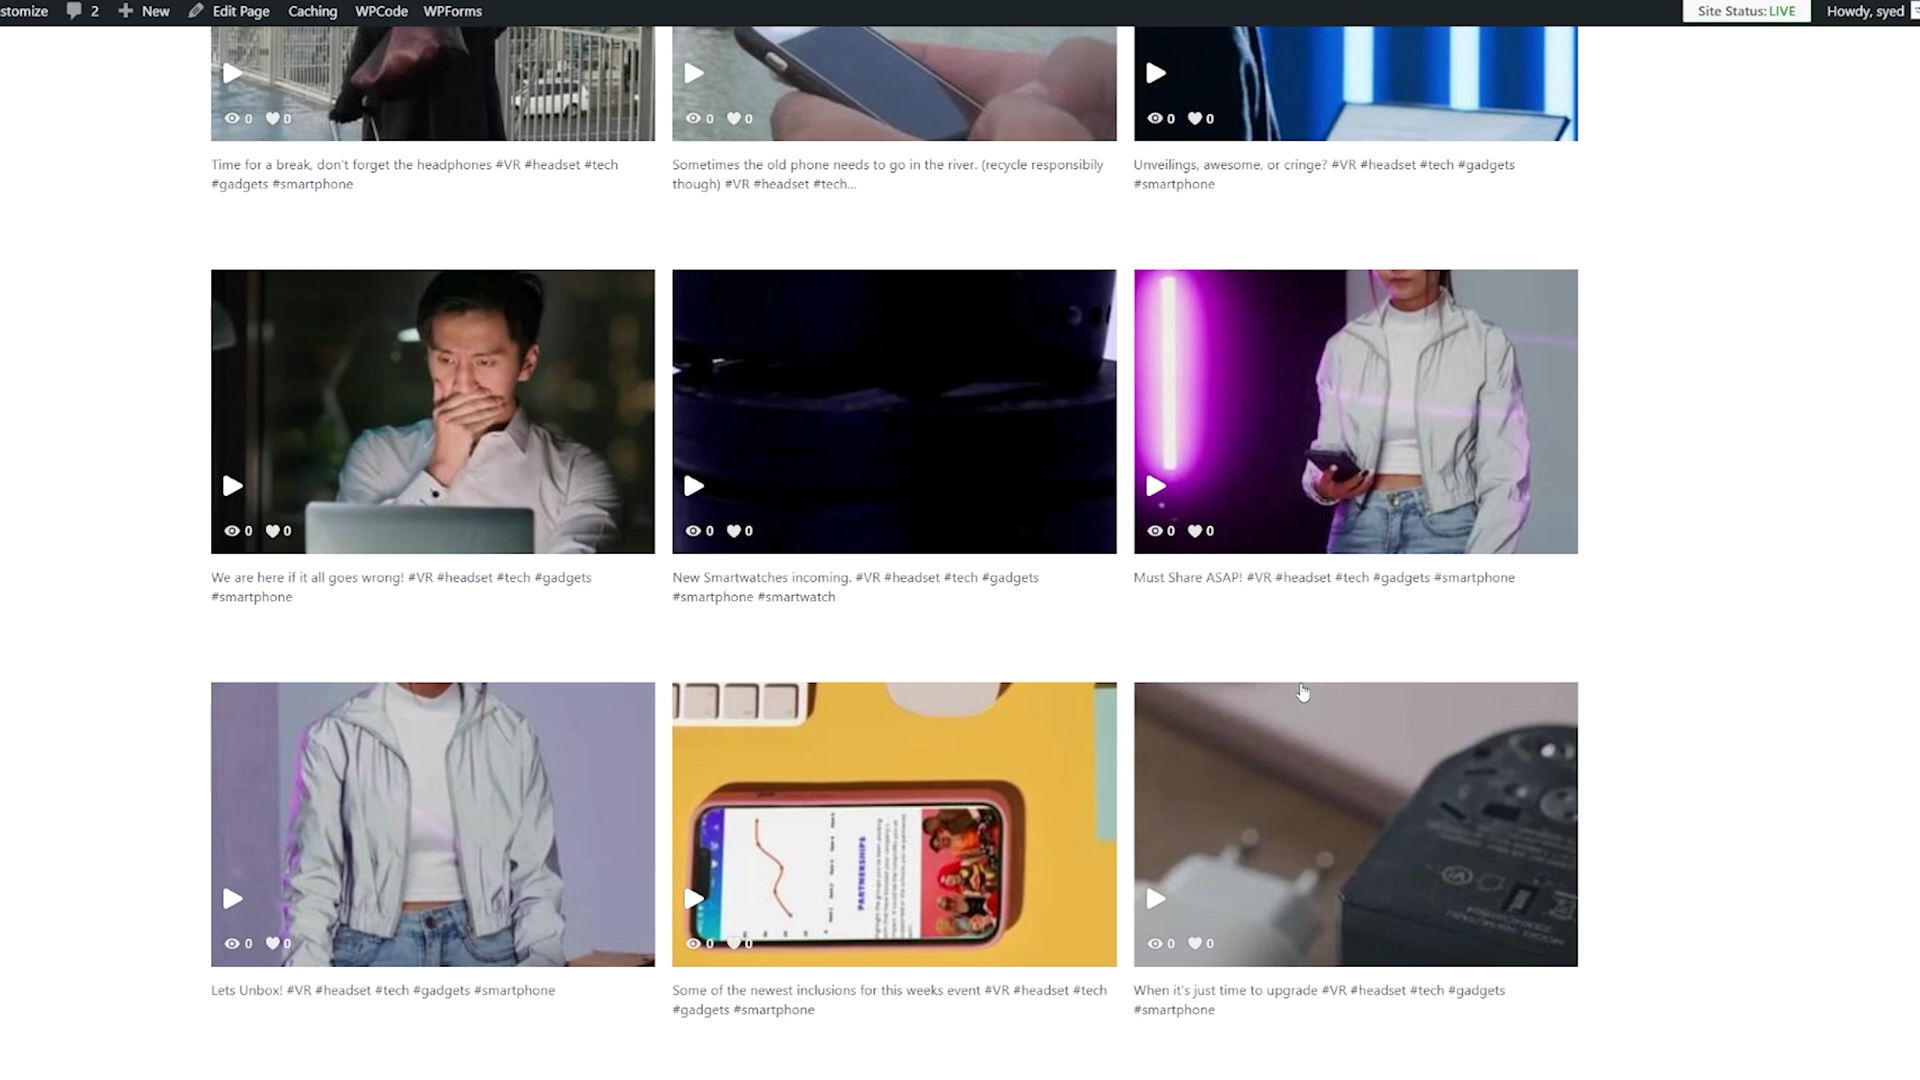 stomize 2 New Edit Page Caching WPCode WPForms Site Status: LIVE Howdy, syed
0 0 0 0 0 0
Time for a break, don't forget the headphones #VR #headset #tech
#gadgets #smartphone
Sometimes the old phone needs to go in the river. (recycle responsibily
though) #VR #headset #tech...
Unveilings, awesome, or cringe? #VR #headset #tech #gadgets
#smartphone
0 0 0 0 0 0
We are here if it all goes wrong! #VR #headset #tech #gadgets
#smartphone
New Smartwatches incoming. #VR #headset #tech #gadgets
#smartphone #smartwatch
Must Share ASAP! #VR #headset #tech #gadgets #smartphone
PARTNERSHIPS
0 0 0 0 0 0
Lets Unbox! #VR #headset #tech #gadgets #smartphone
Some of the newest inclusions for this weeks event #VR #headset #tech
#gadgets #smartphone
When it's just time to upgrade #VR #headset #tech #gadgets
#smartphone